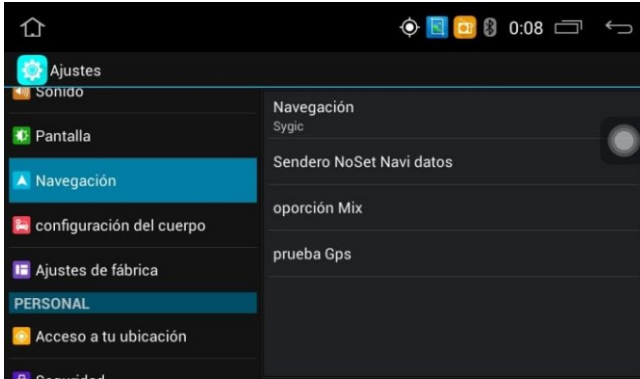 0:08
Ajustes
Sonido
Pantalla
Navegación
configuración del cuerpo
Ajustes de fábrica
PERSONAL
Acceso a tu ubicación
Seguridad
Navegación
Sygic
Sendero NoSet Navi datos
oporción Mix
prueba Gps